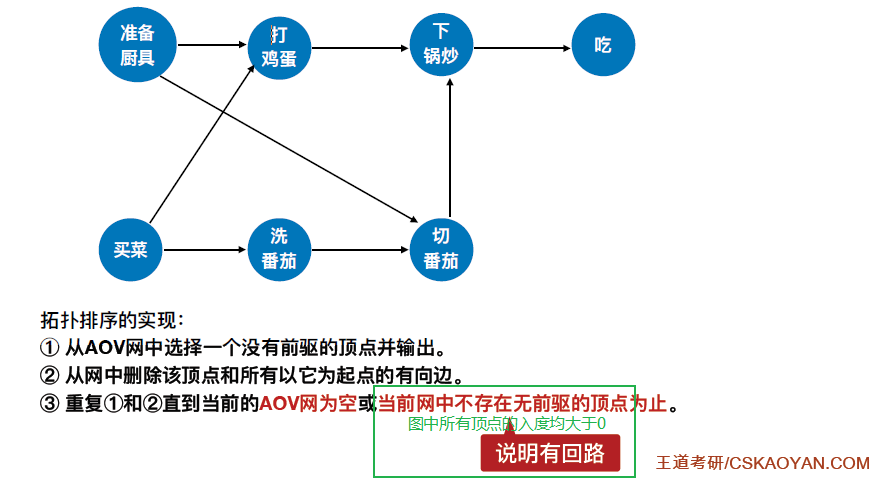 准备
厨具
打
鸡蛋
下
锅炒
吃
买菜
洗
番茄
切
番茄
拓扑排序的实现：
① 从AOV网中选择一个没有前驱的顶点并输出。
② 从网中删除该顶点和所有以它为起点的有向边。
③ 重复①和②直到当前的AOV网为空或当前网中不存在无前驱的顶点为止。
图中所有顶点的入度均大于0
说明有回路
王道考研/CSKAOYAN.COM